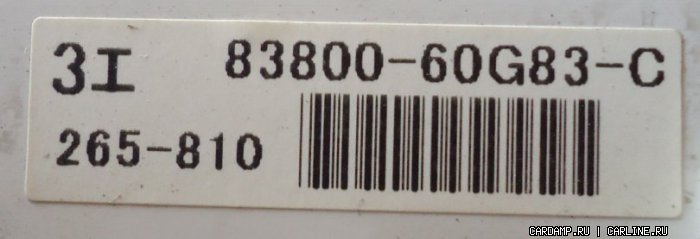 3I 83800-60G83-C
265-810
CARDAMP.RU | CARLINE.RU